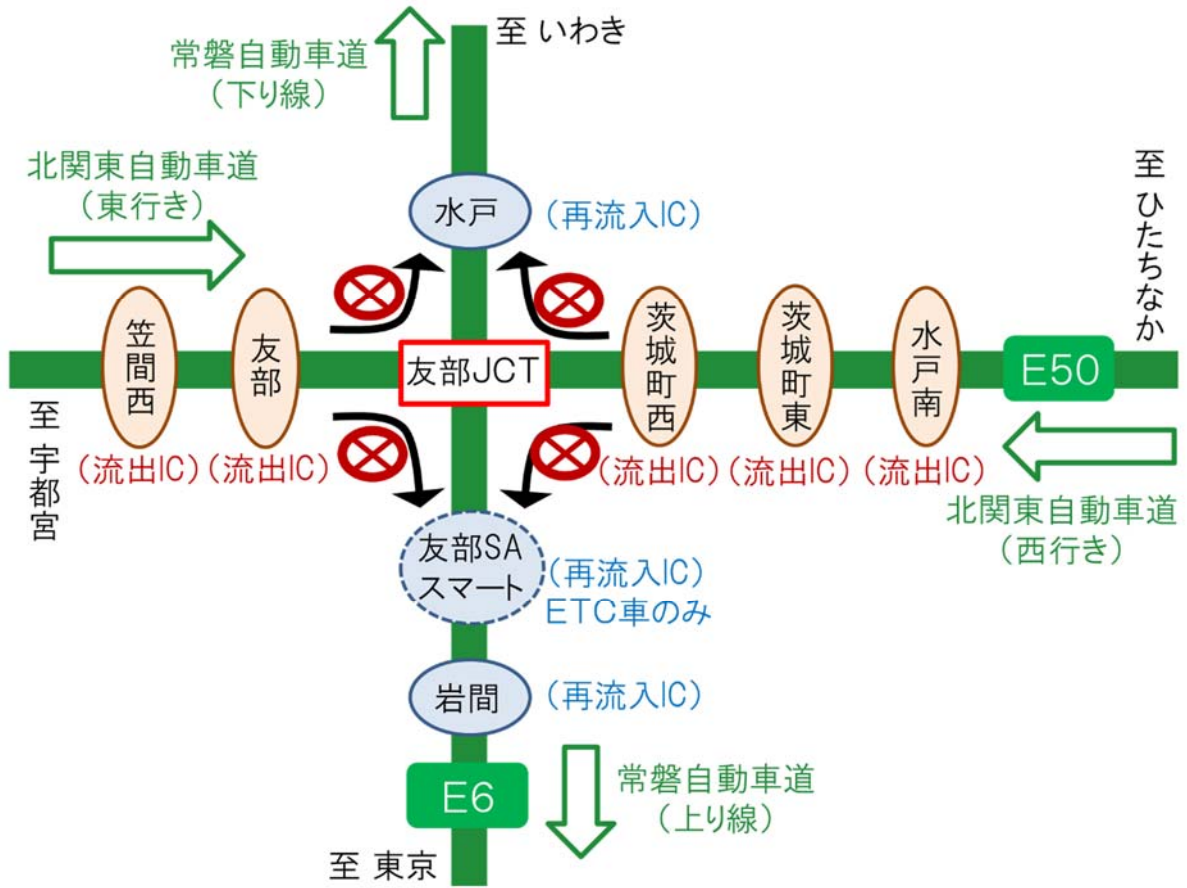 至 いわき
常磐自動車道
(下り線)
北関東自動車道
(東行き)
水戸
(再流入IC)
至 ひたちなか
笠間西
友部
友部JCT
茨城町西
茨城町東
水戸南
E50
至 宇都宮
(流出IC)
(流出IC)
(流出IC)
(流出IC)
(流出IC)
北関東自動車道
(西行き)
友部SA
スマート
(再流入IC)
ETC車のみ
岩間
(再流入IC)
E6
常磐自動車道
(上り線)
至 東京